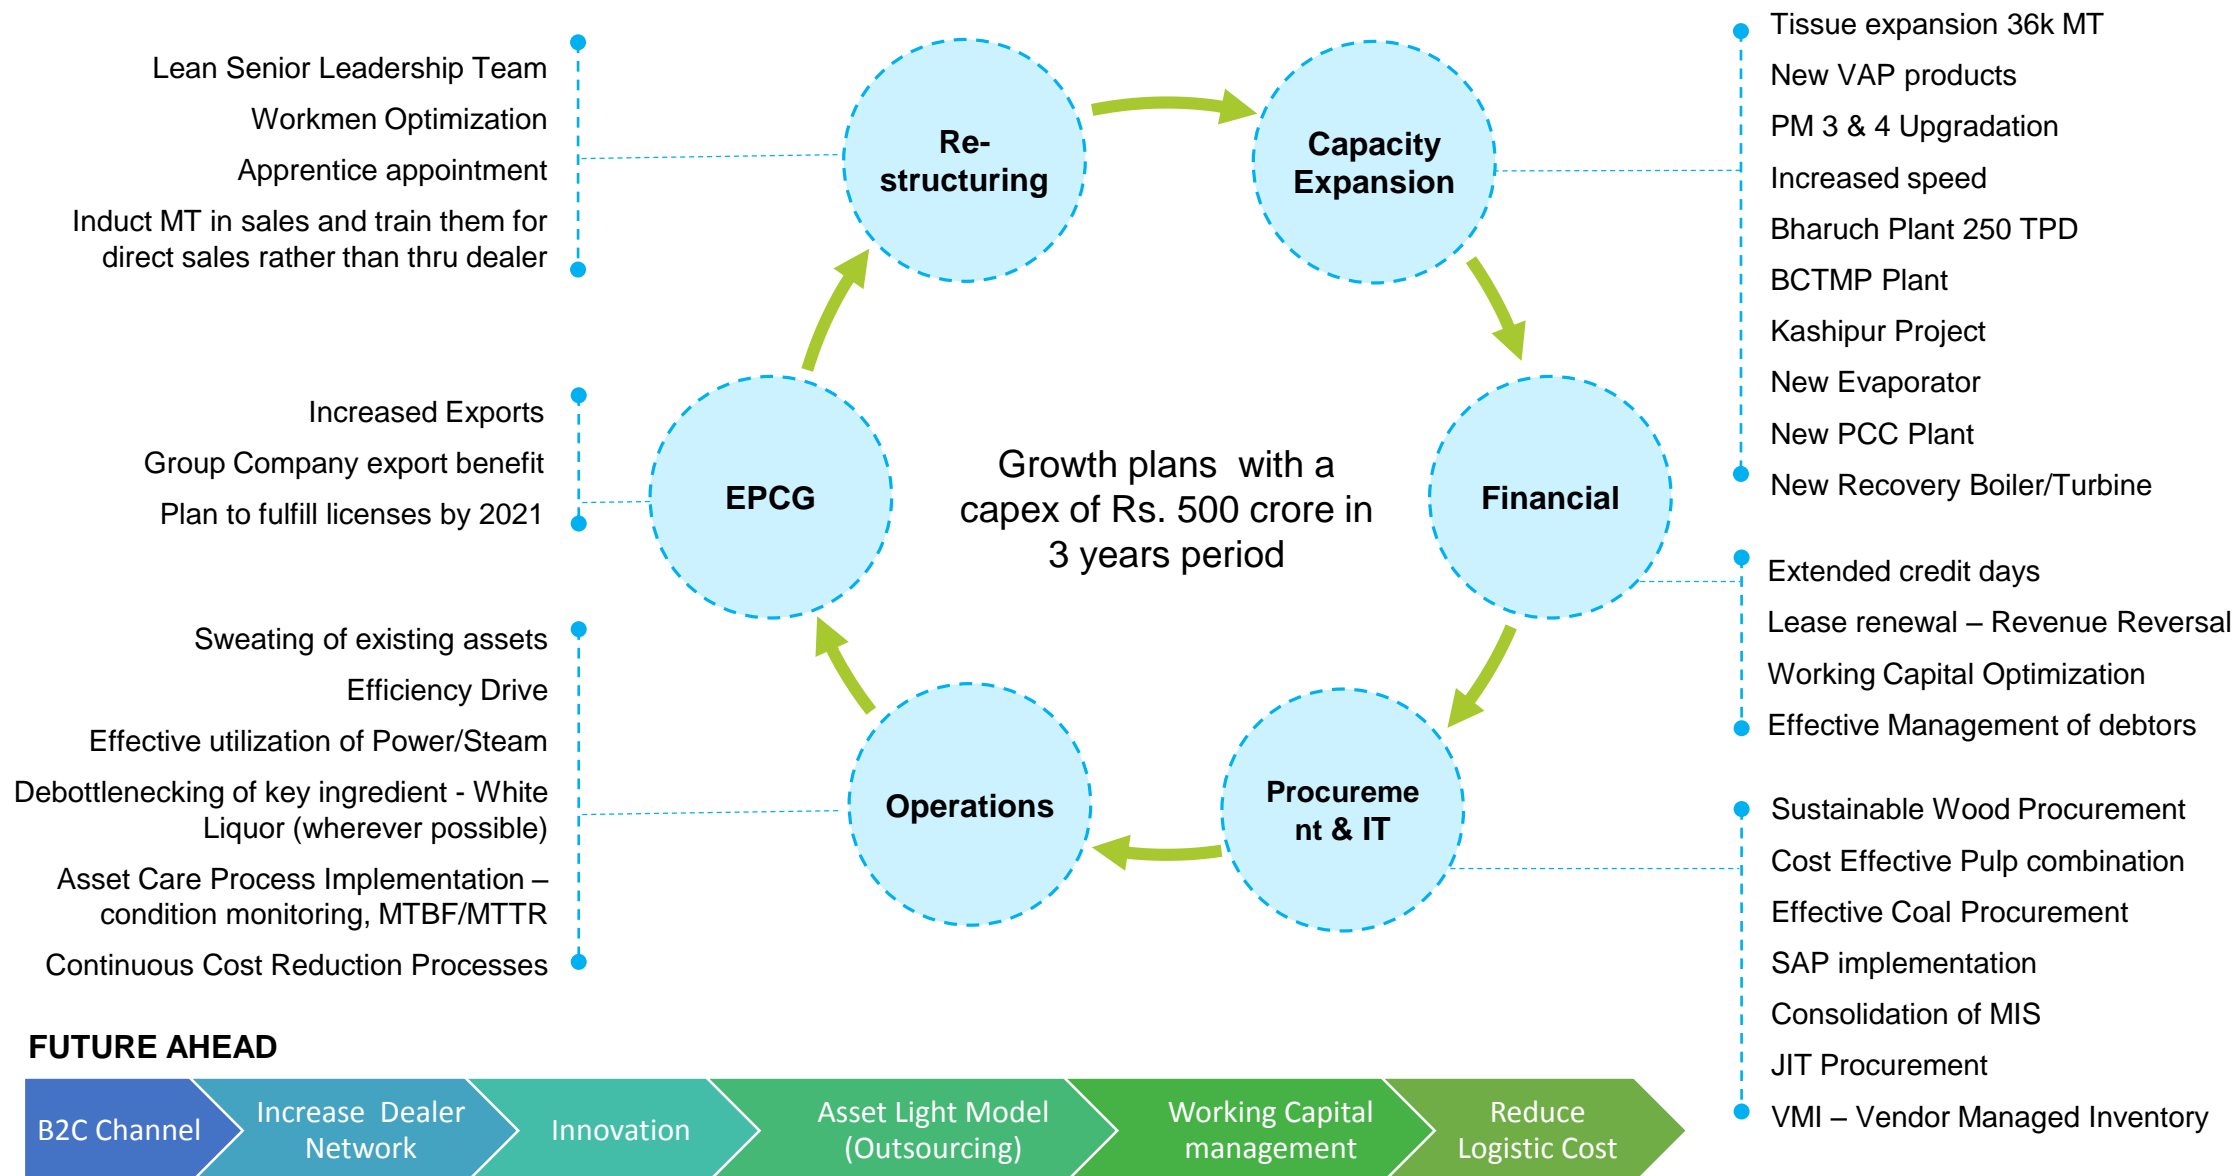 Lean Senior Leadership Team
Workmen Optimization
Apprentice appointment
Induct MT in sales and train them for
direct sales rather than thru dealer
Re-
structuring
Capacity
Expansion
Tissue expansion 36k MT
New VAP products
PM 3 & 4 Upgradation
Increased speed
Bharuch Plant 250 TPD
BCTMP Plant
Kashipur Project
New Evaporator
New PCC Plant
New Recovery Boiler/Turbine
Increased Exports
Group Company export benefit
Plan to fulfill licenses by 2021
EPCG
Growth plans  with a
capex of Rs. 500 crore in
3 years period
Financial
Extended credit days
Lease renewal – Revenue Reversal
Working Capital Optimization
Effective Management of debtors
Sweating of existing assets
Efficiency Drive
Effective utilization of Power/Steam
Debottlenecking of key ingredient - White
Liquor (wherever possible)
Asset Care Process Implementation –
condition monitoring, MTBF/MTTR
Continuous Cost Reduction Processes
Operations
Procureme
nt & IT
Sustainable Wood Procurement
Cost Effective Pulp combination
Effective Coal Procurement
SAP implementation
Consolidation of MIS
JIT Procurement
VMI – Vendor Managed Inventory
FUTURE AHEAD
B2C Channel
Increase  Dealer
Network
Innovation
Asset Light Model
(Outsourcing)
Working Capital
management
Reduce
Logistic Cost